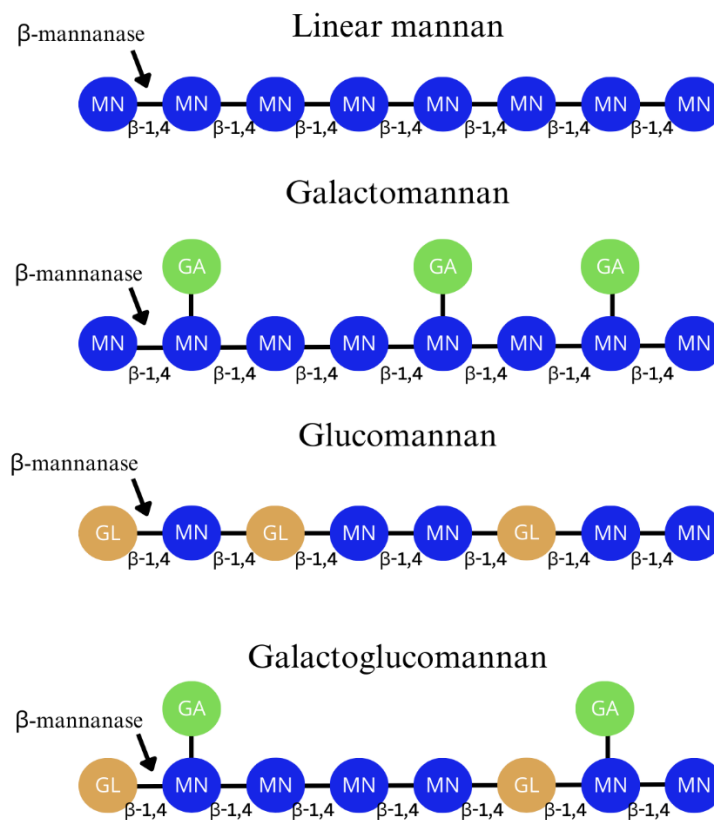 Linear mannan
β-mannanase
MN MN MN MN MN MN MN MN
β-1,4 β-1,4 β-1,4 β-1,4 β-1,4 β-1,4 β-1,4
Galactomannan
GA GA GA
β-mannanase
MN MN MN MN MN MN MN MN
β-1,4 β-1,4 β-1,4 β-1,4 β-1,4 β-1,4 β-1,4
Glucomannan
β-mannanase
GL MN GL MN MN GL MN MN
β-1,4 β-1,4 β-1,4 β-1,4 β-1,4 β-1,4 β-1,4
Galactoglucomannan
GA GA
β-mannanase
GL MN MN MN MN GL MN MN
β-1,4 β-1,4 β-1,4 β-1,4 β-1,4 β-1,4 β-1,4